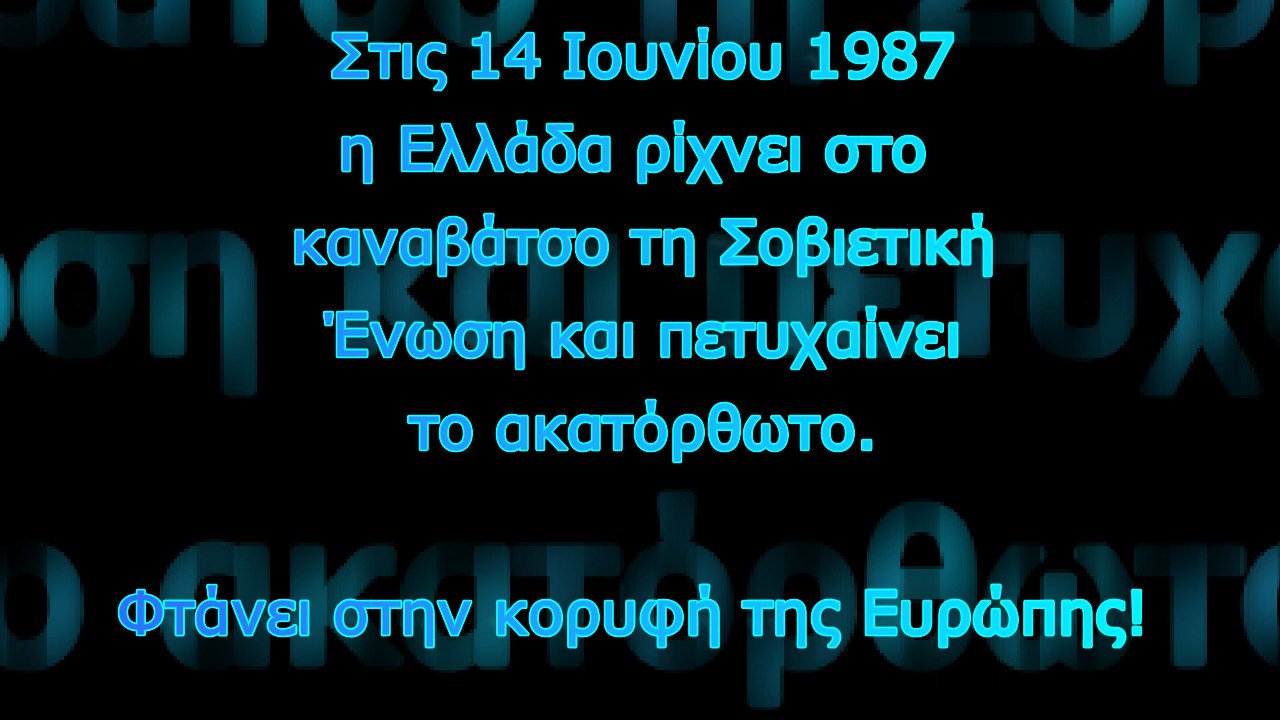 Στις 14 Ιουνίου 1987
η Ελλάδα ρίχνει στο
καναβάτσο τη Σοβιετική
Ένωση και πετυχαίνει
το ακατόρθωτο.
Φτάνει στην κορυφή της Ευρώπης!